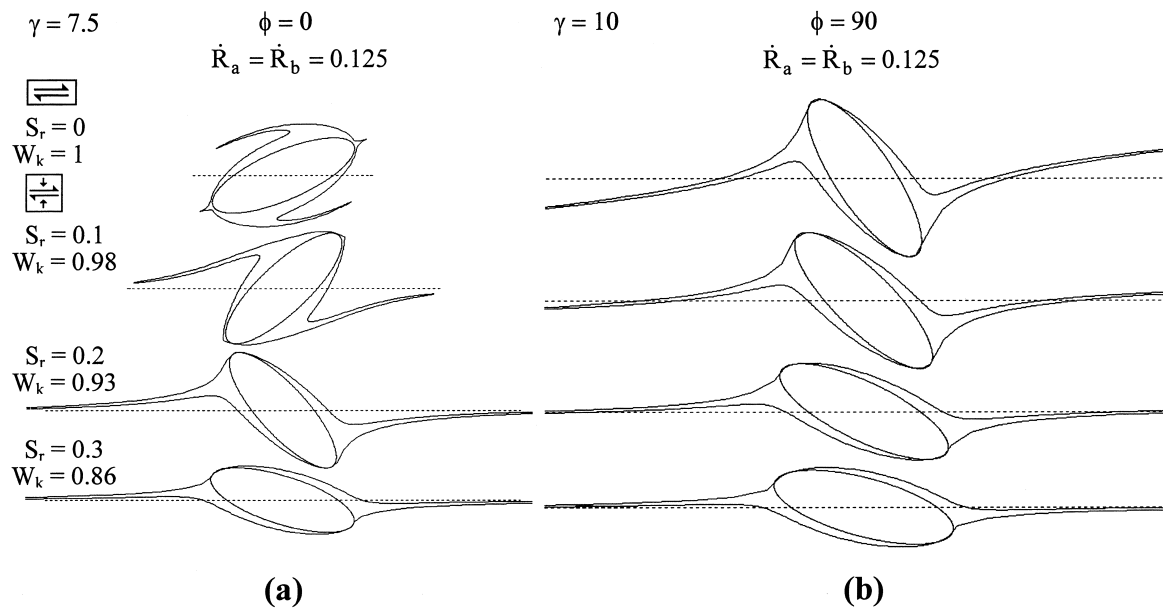 γ = 7.5
ϕ = 0
Ṙa = Ṙb = 0.125
Sr = 0
Wk = 1
Sr = 0.1
Wk = 0.98
Sr = 0.2
Wk = 0.93
Sr = 0.3
Wk = 0.86
(a)
γ = 10
ϕ = 90
Ṙa = Ṙb = 0.125
(b)